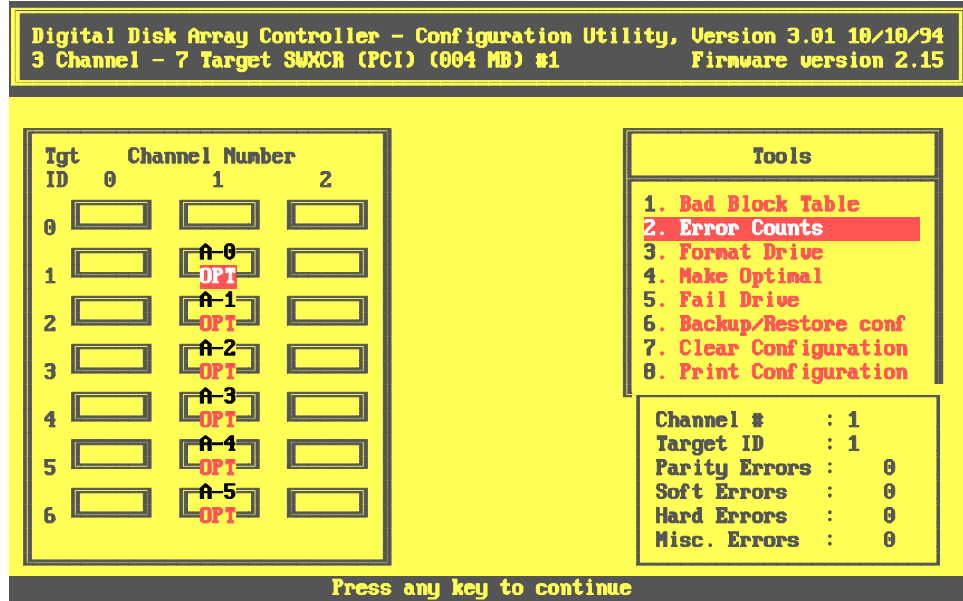 Digital Disk Array Controller - Configuration Utility, Version 3.01 10/10/94
3 Channel - 7 Target SWXCR (PCI) (004 MB) #1 Firmware version 2.15
Tgt Channel Number
ID 0 1 2
0
A-0
1 OPT
A-1
2 OPT
A-2
3 OPT
A-3
4 OPT
A-4
5 OPT
A-5
6 OPT
Tools
1. Bad Block Table
2. Error Counts
3. Format Drive
4. Make Optimal
5. Fail Drive
6. Backup/Restore conf
7. Clear Configuration
8. Print Configuration
Channel # : 1
Target ID : 1
Parity Errors : 0
Soft Errors : 0
Hard Errors : 0
Misc. Errors : 0
Press any key to continue